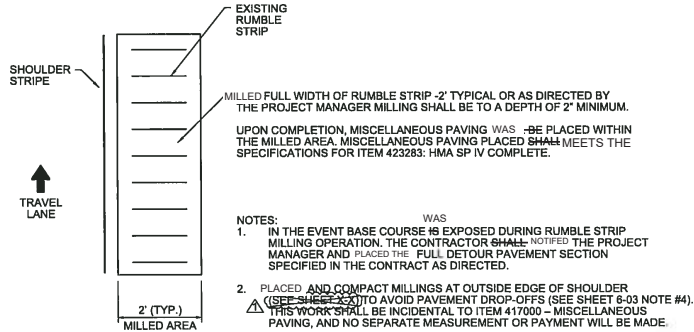 EXISTING
RUMBLE
STRIP
SHOULDER
STRIPE
MILLED FULL WIDTH OF RUMBLE STRIP -2' TYPICAL OR AS DIRECTED BY
THE PROJECT MANAGER MILLING SHALL BE TO A DEPTH OF 2" MINIMUM.
UPON COMPLETION, MISCELLANEOUS PAVING WAS BE PLACED WITHIN
THE MILLED AREA. MISCELLANEOUS PAVING PLACED SHALL MEETS THE
SPECIFICATIONS FOR ITEM 423283: HMA SP IV COMPLETE.
TRAVEL
LANE
NOTES:
WAS
1. IN THE EVENT BASE COURSE IS EXPOSED DURING RUMBLE STRIP
MILLING OPERATION. THE CONTRACTOR SHALL NOTIFED THE PROJECT
MANAGER AND PLACED THE FULL DETOUR PAVEMENT SECTION
SPECIFIED IN THE CONTRACT AS DIRECTED.
2. PLACED AND COMPACT MILLINGS AT OUTSIDE EDGE OF SHOULDER
(SEE SHEET X-X) TO AVOID PAVEMENT DROP-OFFS (SEE SHEET 6-03 NOTE #4).
1 THIS WORK SHALL BE INCIDENTAL TO ITEM 417000 – MISCELLANEOUS
PAVING, AND NO SEPARATE MEASUREMENT OR PAYMENT WILL BE MADE.
2' (TYP.)
MILLED AREA